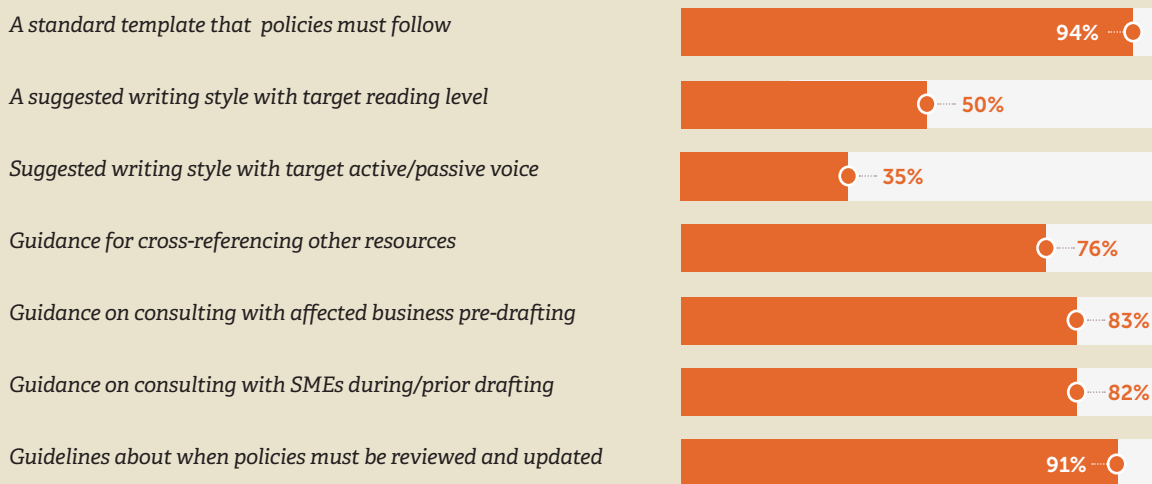 A standard template that policies must follow 94%
A suggested writing style with target reading level 50%
Suggested writing style with target active/passive voice 35%
Guidance for cross-referencing other resources 76%
Guidance on consulting with affected business pre-drafting 83%
Guidance on consulting with SMEs during/prior drafting 82%
Guidelines about when policies must be reviewed and updated 91%